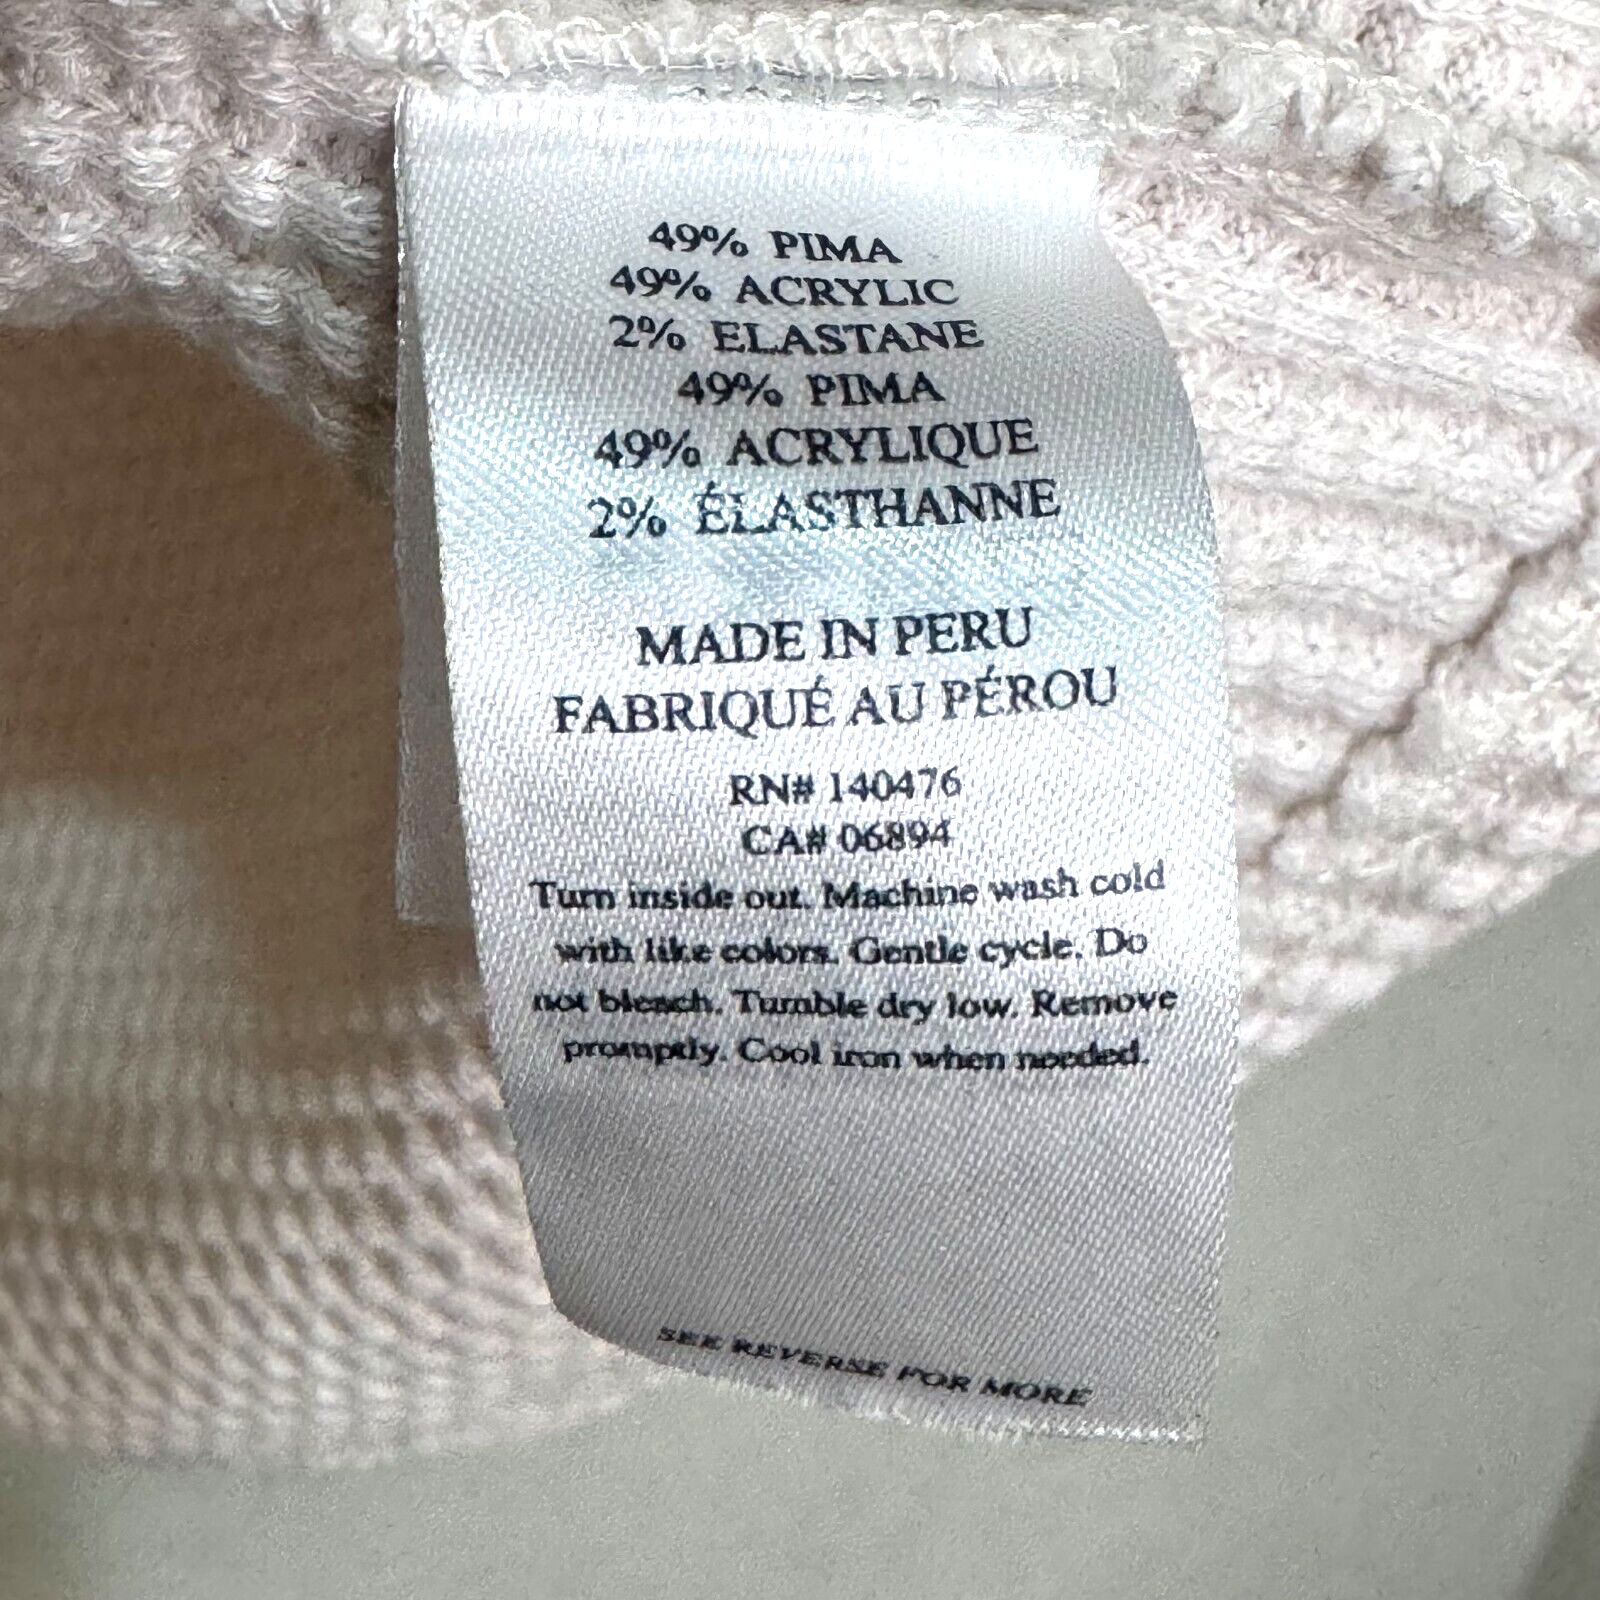 49% PIMA
49% ACRYLIC
2% ELASTANE
49% PIMA
49% ACRYLIQUE
2% ÉLASTHANNE
MADE IN PERU
FABRIQUÉ AU PÉROU
RN# 140476
CA# 06894
Turn inside out. Machine wash cold
with like colors. Gentle cycle. Do
not bleach. Tumble dry low. Remove
promptly. Cool iron when needed.
SEE REVERSE FOR MORE